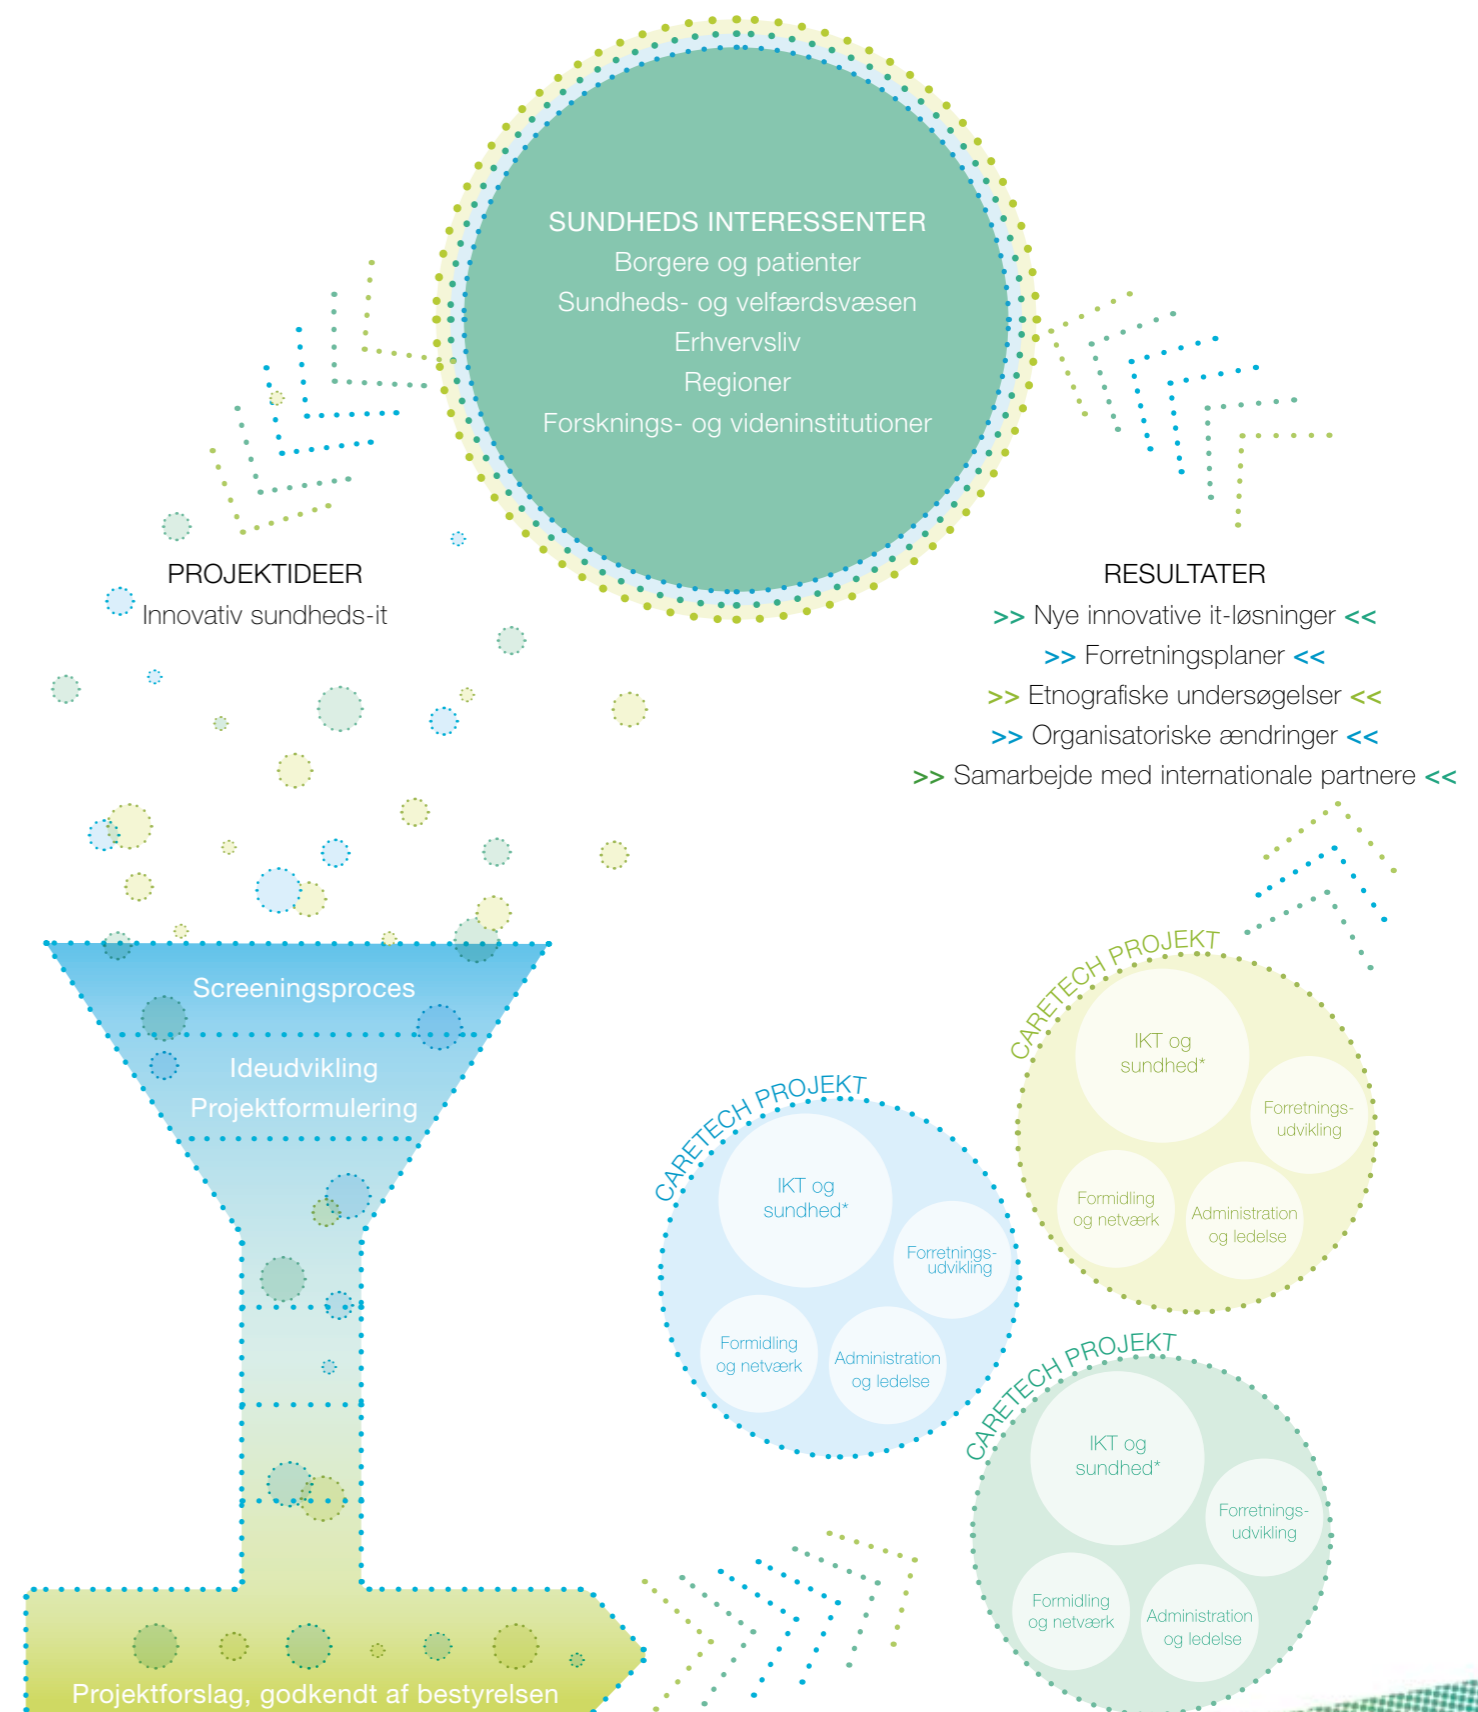 SUNDHEDS INTERESSENTER
Borgere og patienter
Sundheds- og velfærdsvæsen
Erhvervsliv
Regioner
Forsknings- og videninstitutioner
PROJEKTIDEER
Innovativ sundheds-it
RESULTATER
>> Nye innovative it-løsninger <<
>> Forretningsplaner <<
>> Etnografiske undersøgelser <<
>> Organisatoriske ændringer <<
>> Samarbejde med internationale partnere <<
Screeningsproces
Ideudvikling
Projektformulering
Projektforslag, godkendt af bestyrelsen
CARETECH PROJEKT
IKT og
sundhed*
Forretnings-
udvikling
Formidling
og netværk
Administration
og ledelse
CARETECH PROJEKT
IKT og
sundhed*
Forretnings-
udvikling
Formidling
og netværk
Administration
og ledelse
CARETECH PROJEKT
IKT og
sundhed*
Forretnings-
udvikling
Formidling
og netværk
Administration
og ledelse